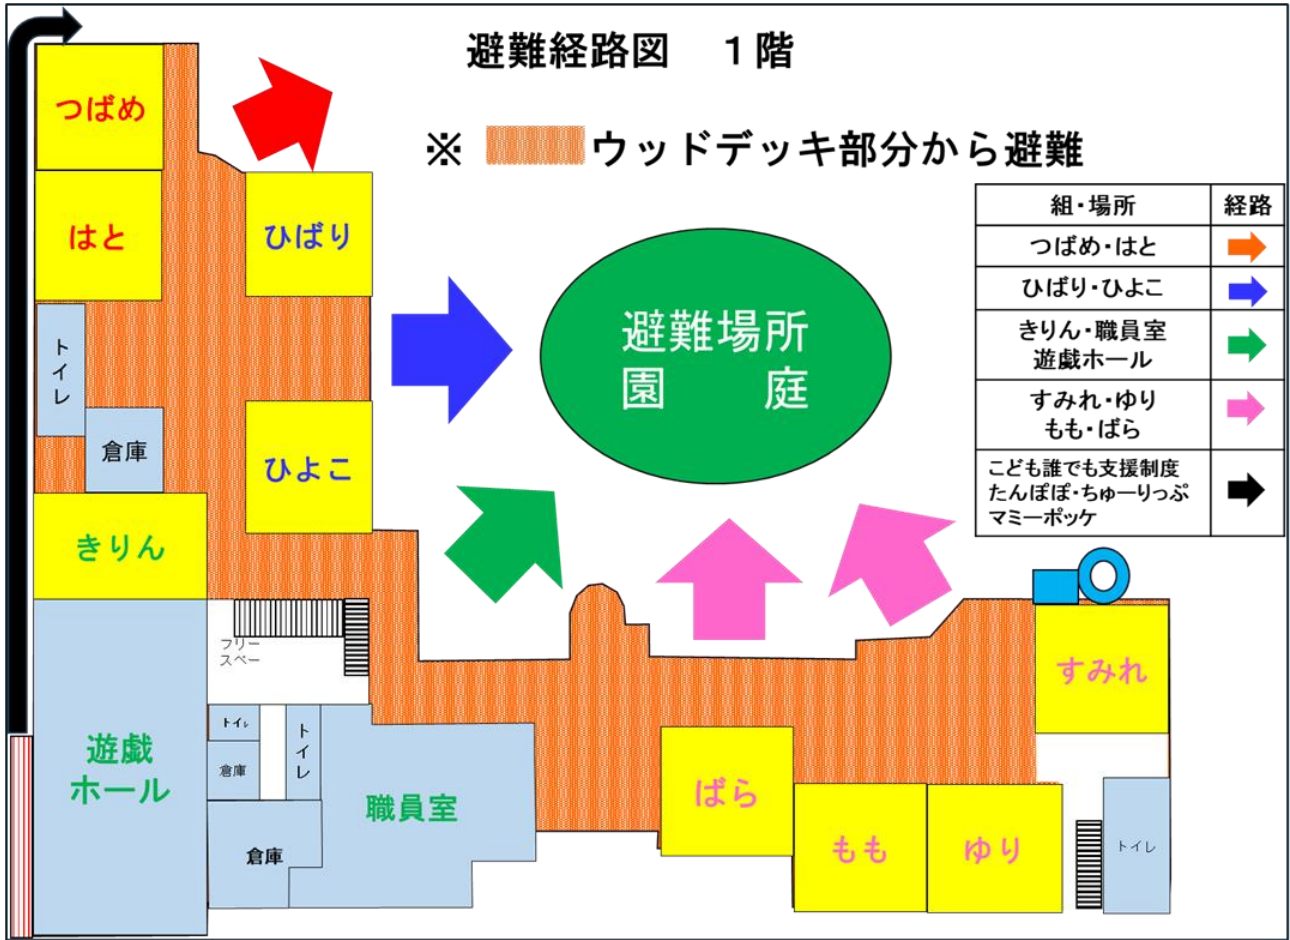 避難経路図　１階
※ ウッドデッキ部分から避難
組・場所 経路
つばめ・はと
ひばり・ひよこ
きりん・職員室
遊戯ホール
すみれ・ゆり
もも・ばら
こども誰でも支援制度
たんぽぽ・ちゅーりっぷ
マミーポッケ
避難場所
園　　庭
つばめ
はと
ひばり
トイレ
倉庫
ひよこ
きりん
フリー
スペー
トイレ
倉庫
トイレ
遊戯
ホール
職員室
倉庫
すみれ
ばら
もも
ゆり
トイレ